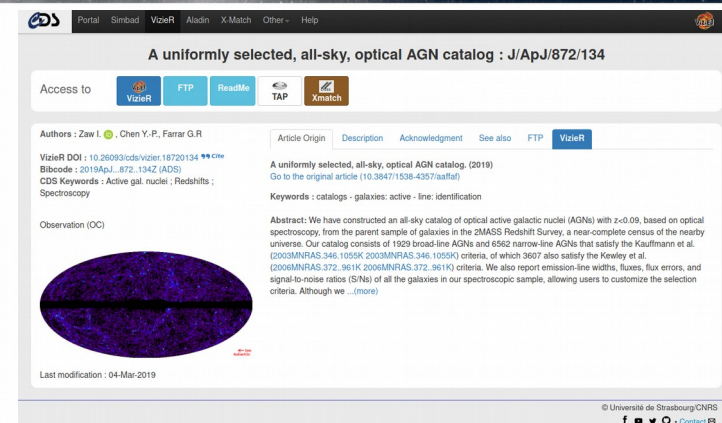 CDS Portal Simbad VizieR Aladin X-Match Other Help
A uniformly selected, all-sky, optical AGN catalog : J/ApJ/872/134
Access to
VizieR FTP ReadMe TAP Xmatch
Authors : Zaw I. , Chen Y.-P., Farrar G.R
VizieR DOI : 10.26093/cds/vizier.18720134 Cite
Bibcode : 2019ApJ...872..134Z (ADS)
CDS Keywords : Active gal. nuclei ; Redshifts ;
Spectroscopy
Observation (OC)
Last modification : 04-Mar-2019
Article Origin Description Acknowledgment See also FTP VizieR
A uniformly selected, all-sky, optical AGN catalog. (2019)
Go to the original article (10.3847/1538-4357/aaffaf)
Keywords : catalogs - galaxies: active - line: identification
Abstract: We have constructed an all-sky catalog of optical active galactic nuclei (AGNs) with z<0.09, based on optical
spectroscopy, from the parent sample of galaxies in the 2MASS Redshift Survey, a near-complete census of the nearby
universe. Our catalog consists of 1929 broad-line AGNs and 6562 narrow-line AGNs that satisfy the Kauffmann et al.
(2003MNRAS.346.1055K 2003MNRAS.346.1055K) criteria, of which 3607 also satisfy the Kewley et al.
(2006MNRAS.372..961K 2006MNRAS.372..961K) criteria. We also report emission-line widths, fluxes, flux errors, and
signal-to-noise ratios (S/Ns) of all the galaxies in our spectroscopic sample, allowing users to customize the selection
criteria. Although we ...(more)
© Université de Strasbourg/CNRS
• Contact